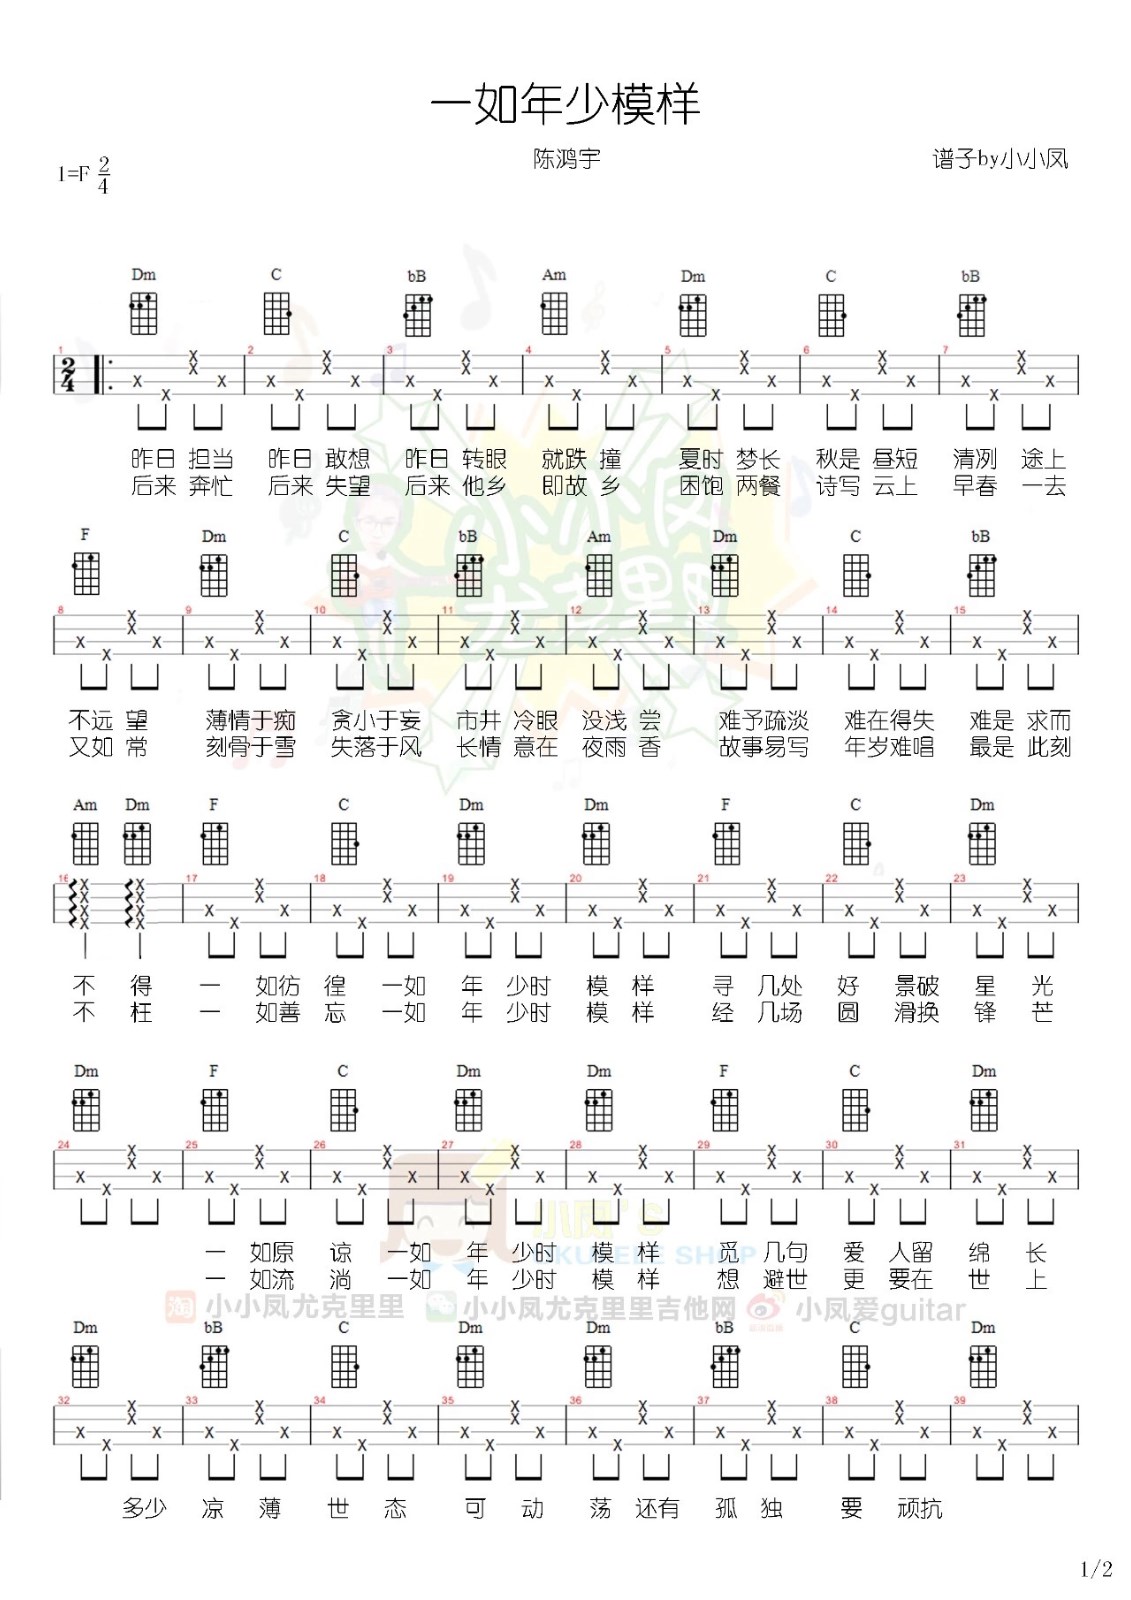 一如年少模样
陈鸿宇
谱子by小小凤
1=F 2/4
Dm C bB Am Dm C bB
1 2 3 4 5 6 7
昨日 担当 昨日 敢想 昨日 转眼 就跌 撞 夏时 梦长 秋是 昼短 清冽 途上
后来 奔忙 后来 失望 后来 他乡 即故 乡 困饱 两餐 诗写 云上 早春 一去
F Dm C bB Am Dm C bB
8 9 10 11 12 13 14 15
不远 望 薄情于痴 贪小于妄 市井 冷眼 没浅 尝 难予疏淡 难在得失 难是 求而
又如 常 刻骨于雪 失落于风 长情 意在 夜雨 香 故事易写 年岁难唱 最是 此刻
Am Dm F C Dm Dm F C Dm
16 17 18 19 20 21 22 23
不 得 一 如彷 徨 一如 年 少时 模 样 寻 几处 好 景破 星 光
不 枉 一 如善 忘 一如 年 少时 模 样 经 几场 圆 滑换 锋 芒
Dm F C Dm Dm F C Dm
24 25 26 27 28 29 30 31
一 如原 谅 一如 年 少时 模 样 觅 几句 爱 人留 绵 长
一 如流 淌 一如 年 少时 模 样 想 避世 更 要在 世 上
Dm bB C Dm Dm bB C Dm
32 33 34 35 36 37 38 39
多少 凉 薄 世 态 可 动 荡 还有 孤 独 要 顽抗
小小凤
尤克里里
小凤's
UKULELE SHOP
淘 小小凤尤克里里 小小凤尤克里里吉他网 小凤爱guitar
1/2